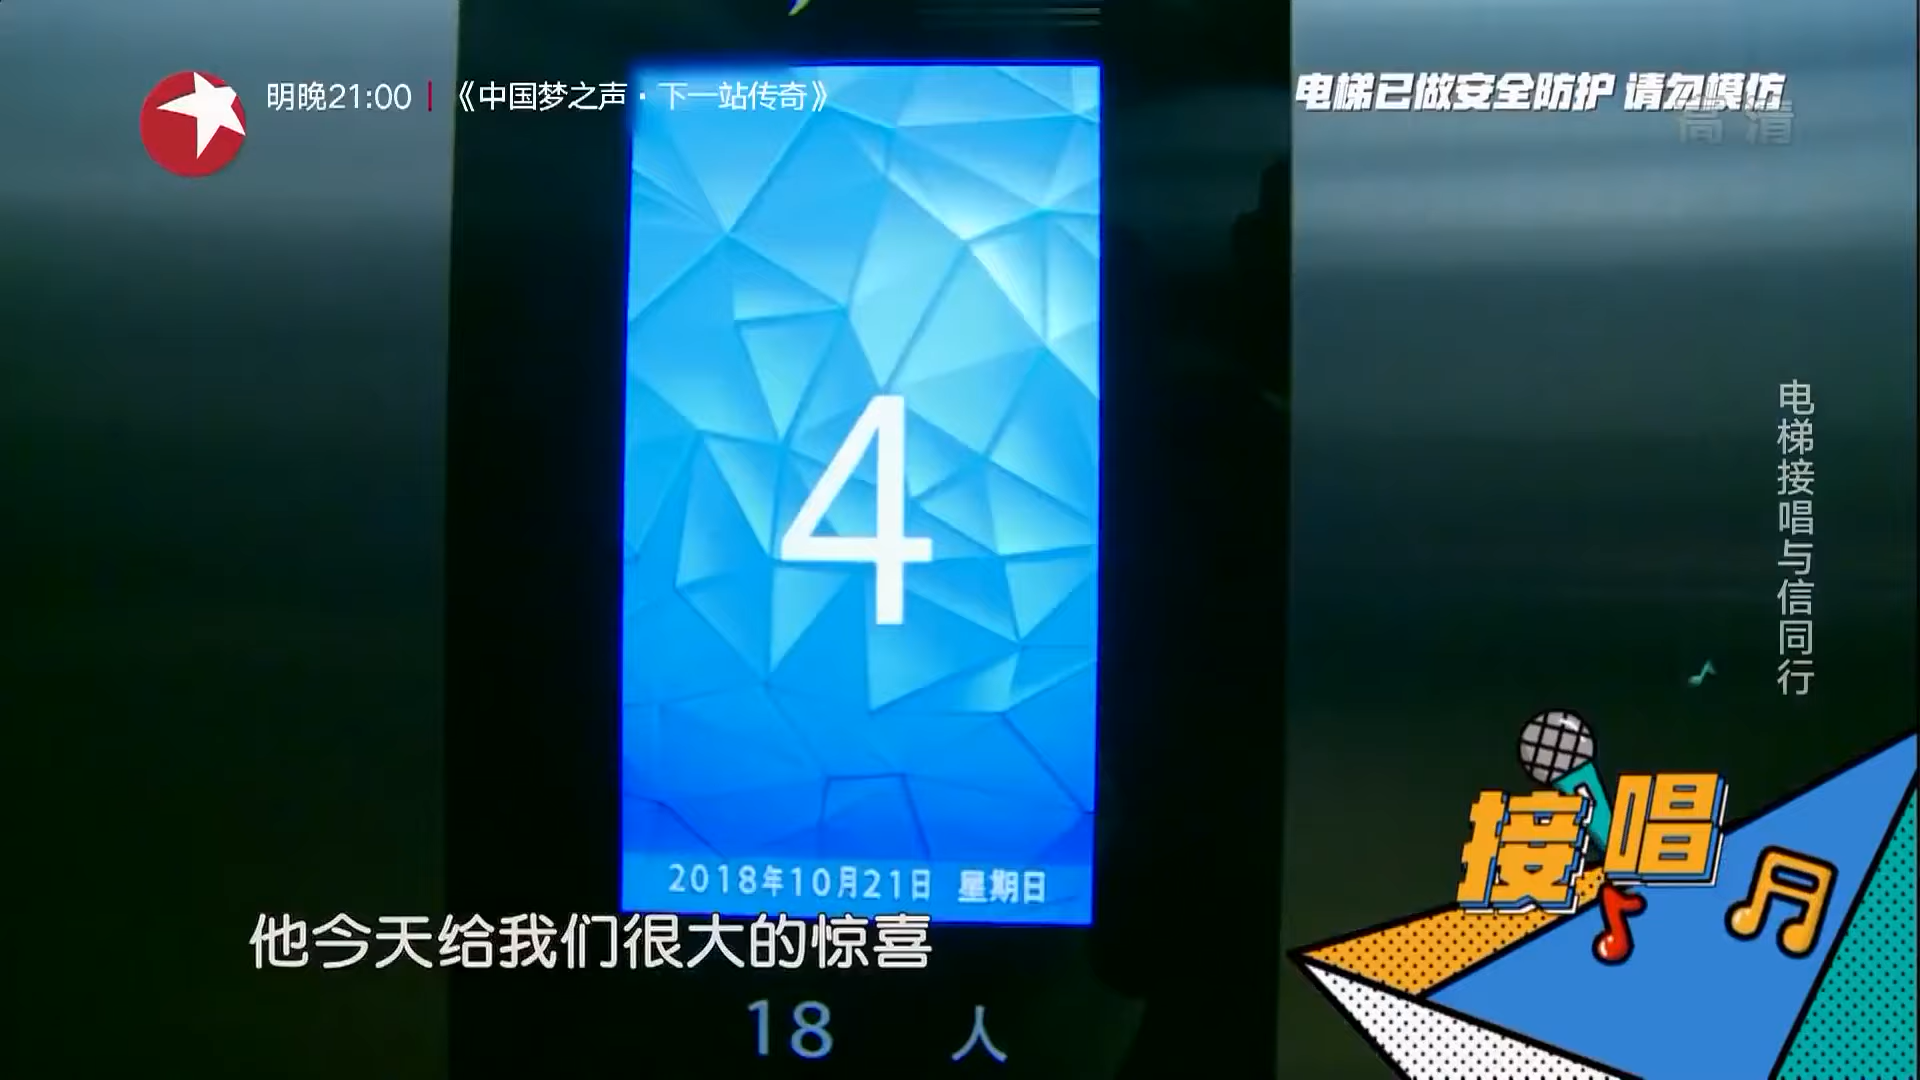 明晚21:00 |《中国梦之声·下一站传奇》
电梯已做安全防护 请勿模仿
高清
4
电梯接唱与信同行
接唱
2018年10月21日 星期日
他今天给我们很大的惊喜
18 人